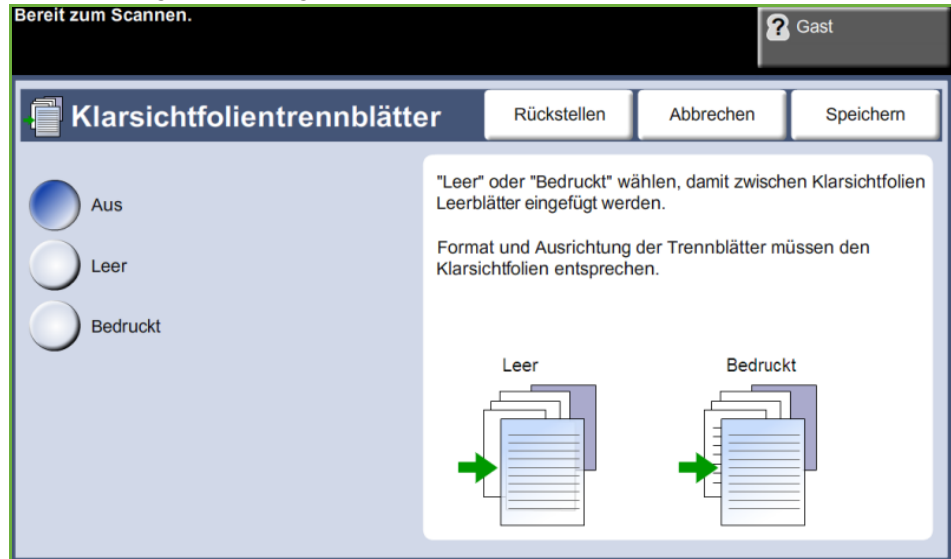 Bereit zum Scannen.
Gast
Klarsichtfolientrennblätter
Rückstellen
Abbrechen
Speichern
Aus
Leer
Bedruckt
"Leer" oder "Bedruckt" wählen, damit zwischen Klarsichtfolien
Leerblätter eingefügt werden.
Format und Ausrichtung der Trennblätter müssen den
Klarsichtfolien entsprechen.
Leer
Bedruckt